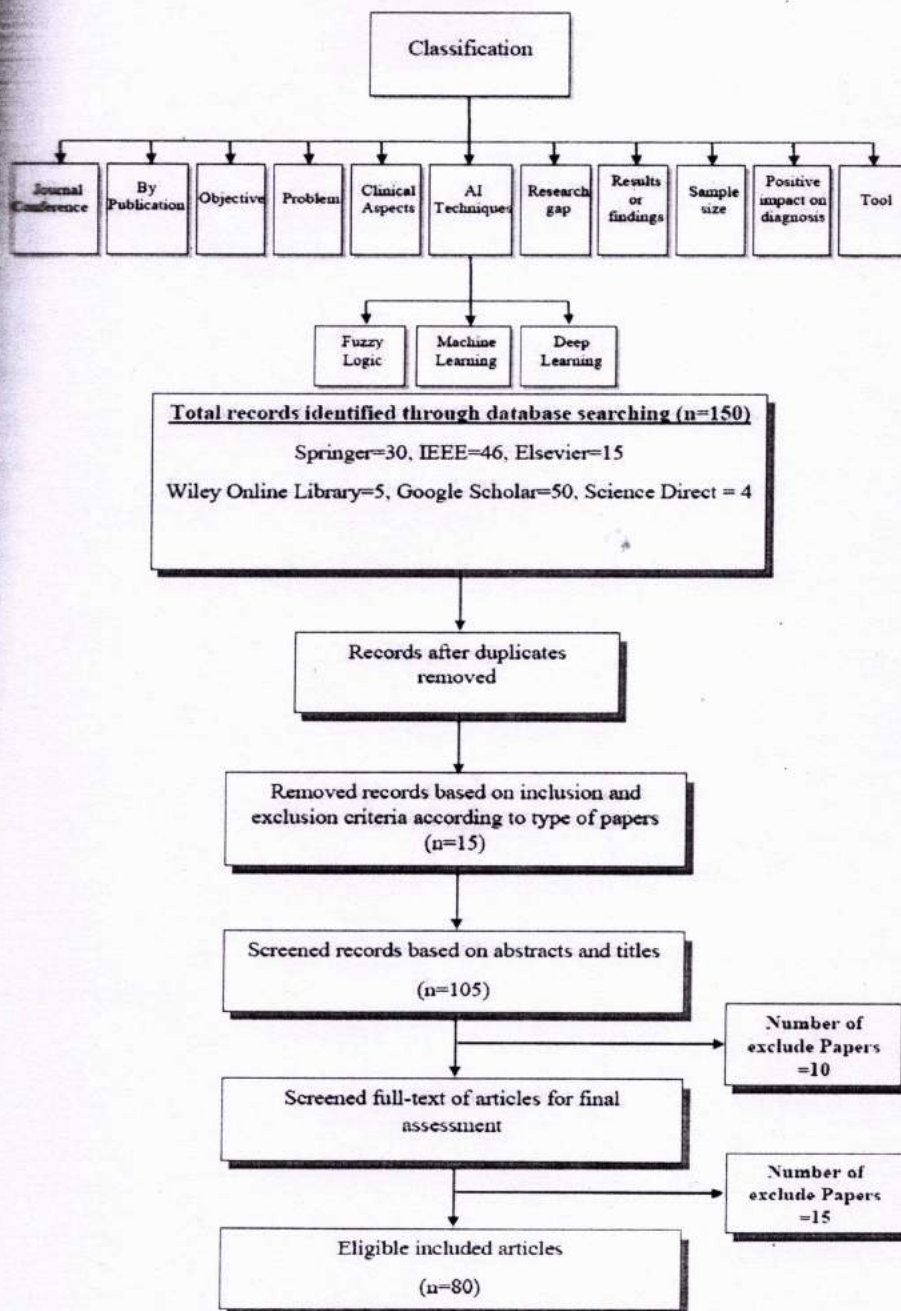 Classification
Journal
Conference
By
Publication
Objective
Problem
Clinical
Aspects
AI
Techniques
Research
gap
Results
or
findings
Sample
size
Positive
impact on
diagnosis
Tool
Fuzzy
Logic
Machine
Learning
Deep
Learning
Total records identified through database searching (n=150)
Springer=30, IEEE=46, Elsevier=15
Wiley Online Library=5, Google Scholar=50, Science Direct = 4
Records after duplicates
removed
Removed records based on inclusion and
exclusion criteria according to type of papers
(n=15)
Screened records based on abstracts and titles
(n=105)
Number of
exclude Papers
=10
Screened full-text of articles for final
assessment
Number of
exclude Papers
=15
Eligible included articles
(n=80)